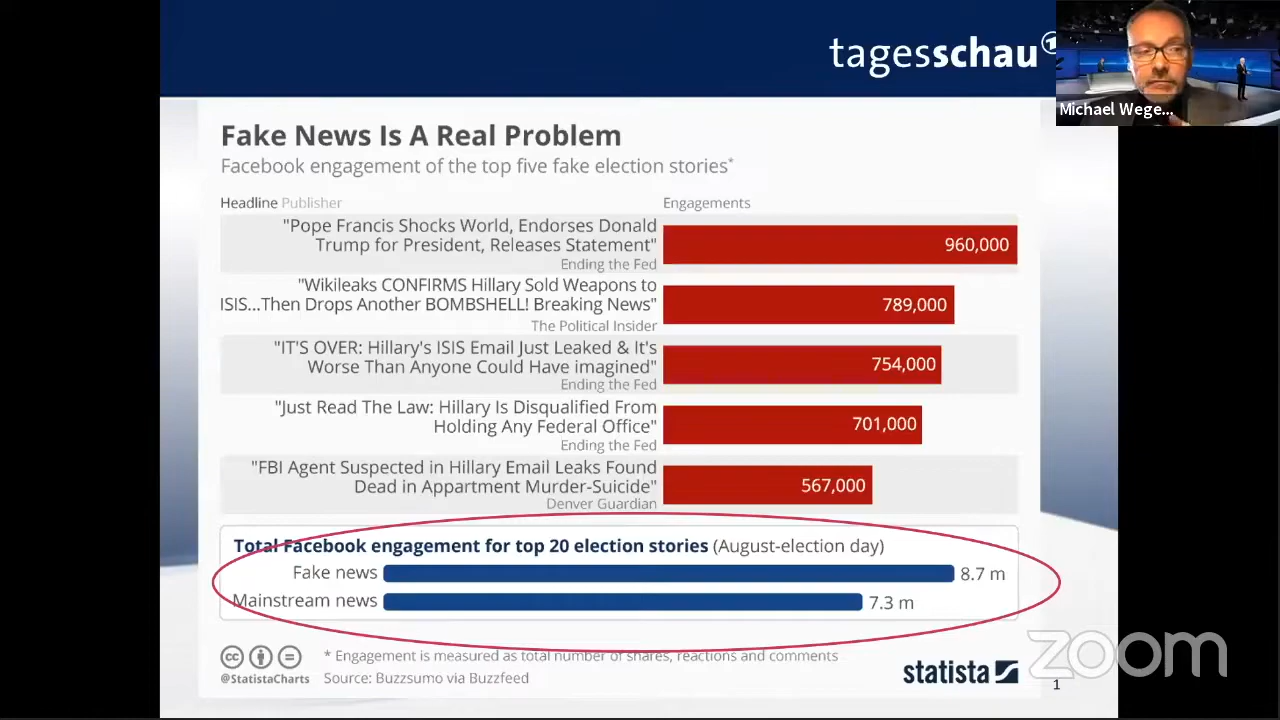 tagesschau
Michael Wege...
Fake News Is A Real Problem
Facebook engagement of the top five fake election stories*
Headline Publisher
Engagements
"Pope Francis Shocks World, Endorses Donald
Trump for President, Releases Statement"
Ending the Fed
960,000
"Wikileaks CONFIRMS Hillary Sold Weapons to
ISIS...Then Drops Another BOMBSHELL! Breaking News"
The Political Insider
789,000
"IT'S OVER: Hillary's ISIS Email Just Leaked & It's
Worse Than Anyone Could Have imagined"
Ending the Fed
754,000
"Just Read The Law: Hillary Is Disqualified From
Holding Any Federal Office"
Ending the Fed
701,000
"FBI Agent Suspected in Hillary Email Leaks Found
Dead in Appartment Murder-Suicide"
Denver Guardian
567,000
Total Facebook engagement for top 20 election stories (August-election day)
Fake news 8.7 m
Mainstream news 7.3 m
cc
@StatistaCharts
* Engagement is measured as total number of shares, reactions and comments
Source: Buzzsumo via Buzzfeed
statista
zoom
1